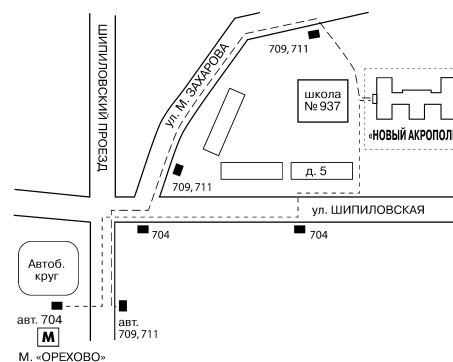 ШИПИЛОВСКИЙ
ПРОЕЗД
ул. М. ЗАХАРОВА
709, 711
школа
№ 937
«НОВЫЙ АКРОПОЛ
д. 5
709, 711
ул. ШИПИЛОВСКАЯ
704
704
Автоб.
круг
авт. 704
авт.
709, 711
М
М. «ОРЕХОВО»